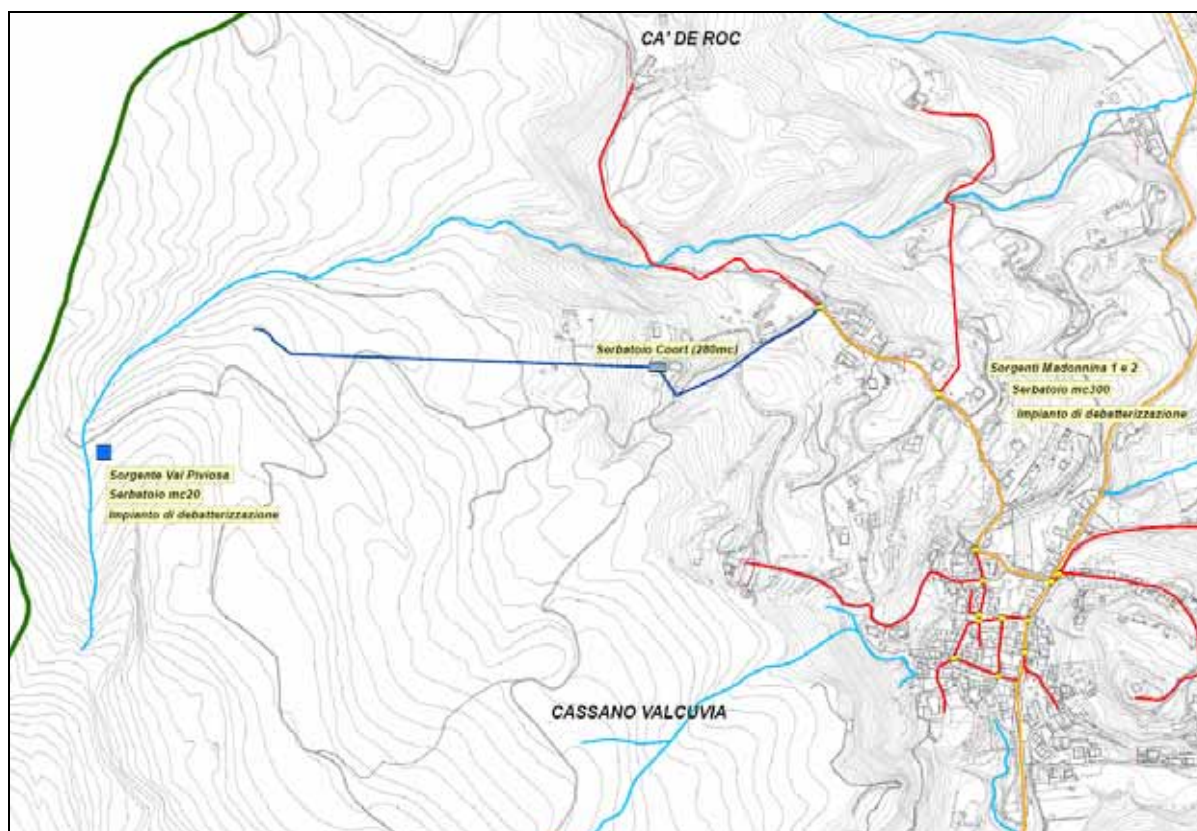 CA' DE ROC
Serbatoio Coort (280mc)
Sorgenti Madonnina 1 e 2
Serbatoio mc300
Impianto di debatterizzazione
Sorgente Val Piviosa
Serbatoio mc20
Impianto di debatterizzazione
CASSANO VALCUVIA